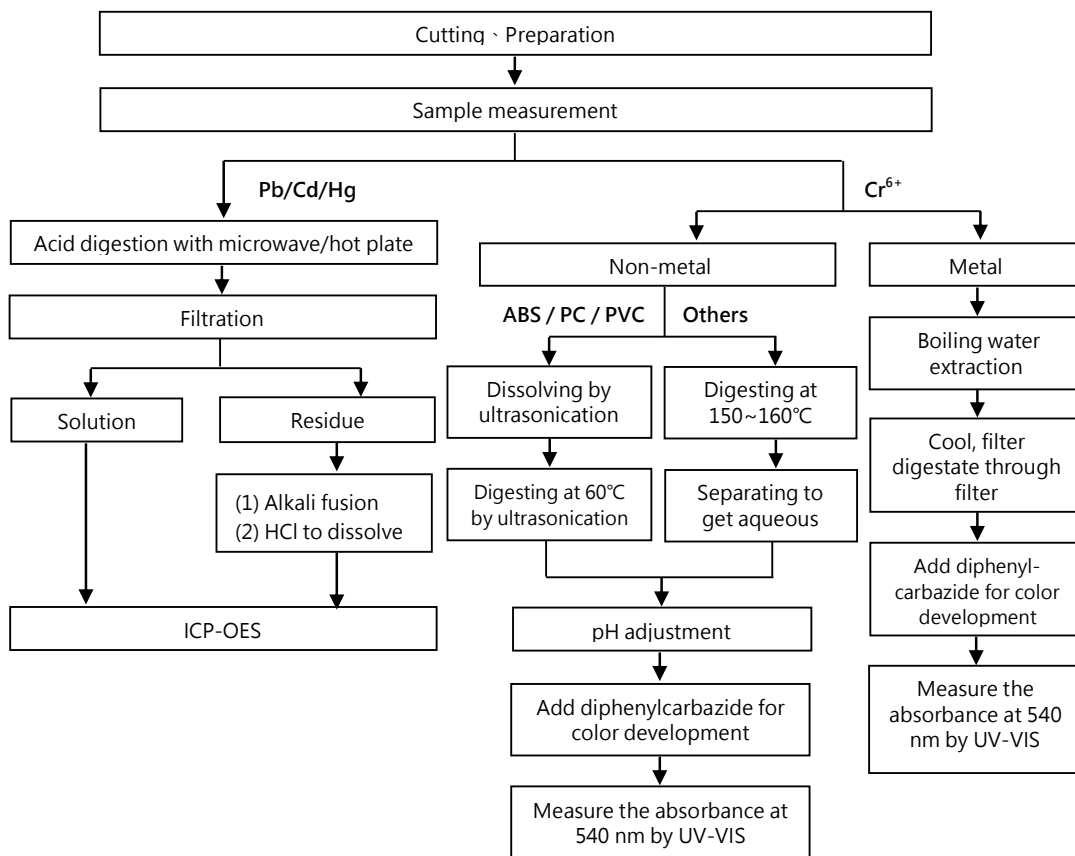 Cutting、Preparation
Sample measurement
Pb/Cd/Hg
Acid digestion with microwave/hot plate
Filtration
Solution
Residue
(1) Alkali fusion
(2) HCl to dissolve
ICP-OES
Cr⁶⁺
Non-metal
ABS / PC / PVC
Others
Dissolving by
ultrasonication
Digesting at
150~160℃
Digesting at 60℃
by ultrasonication
Separating to
get aqueous
pH adjustment
Add diphenylcarbazide for
color development
Measure the absorbance at
540 nm by UV-VIS
Metal
Boiling water
extraction
Cool, filter
digestate through
filter
Add diphenyl-
carbazide for color
development
Measure the
absorbance at 540
nm by UV-VIS